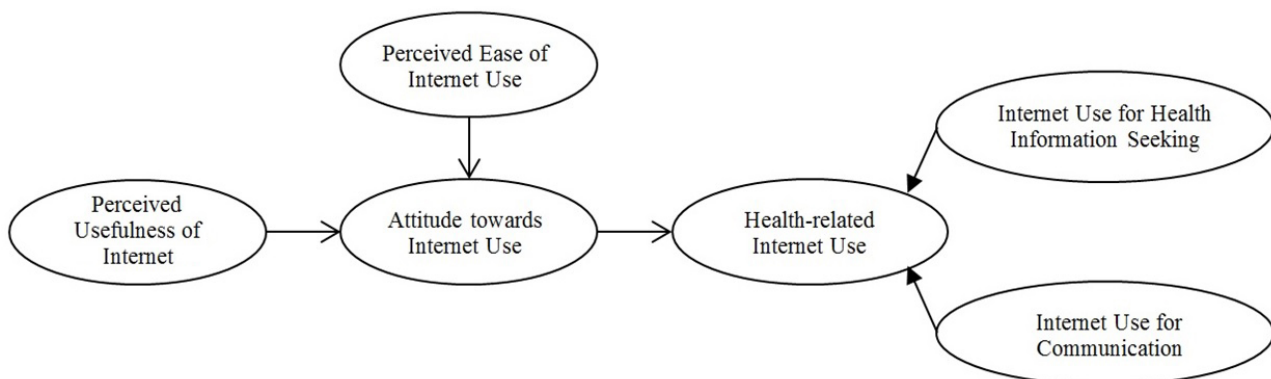 Perceived Ease of
Internet Use
Internet Use for Health
Information Seeking
Perceived
Usefulness of
Internet
Attitude towards
Internet Use
Health-related
Internet Use
Internet Use for
Communication